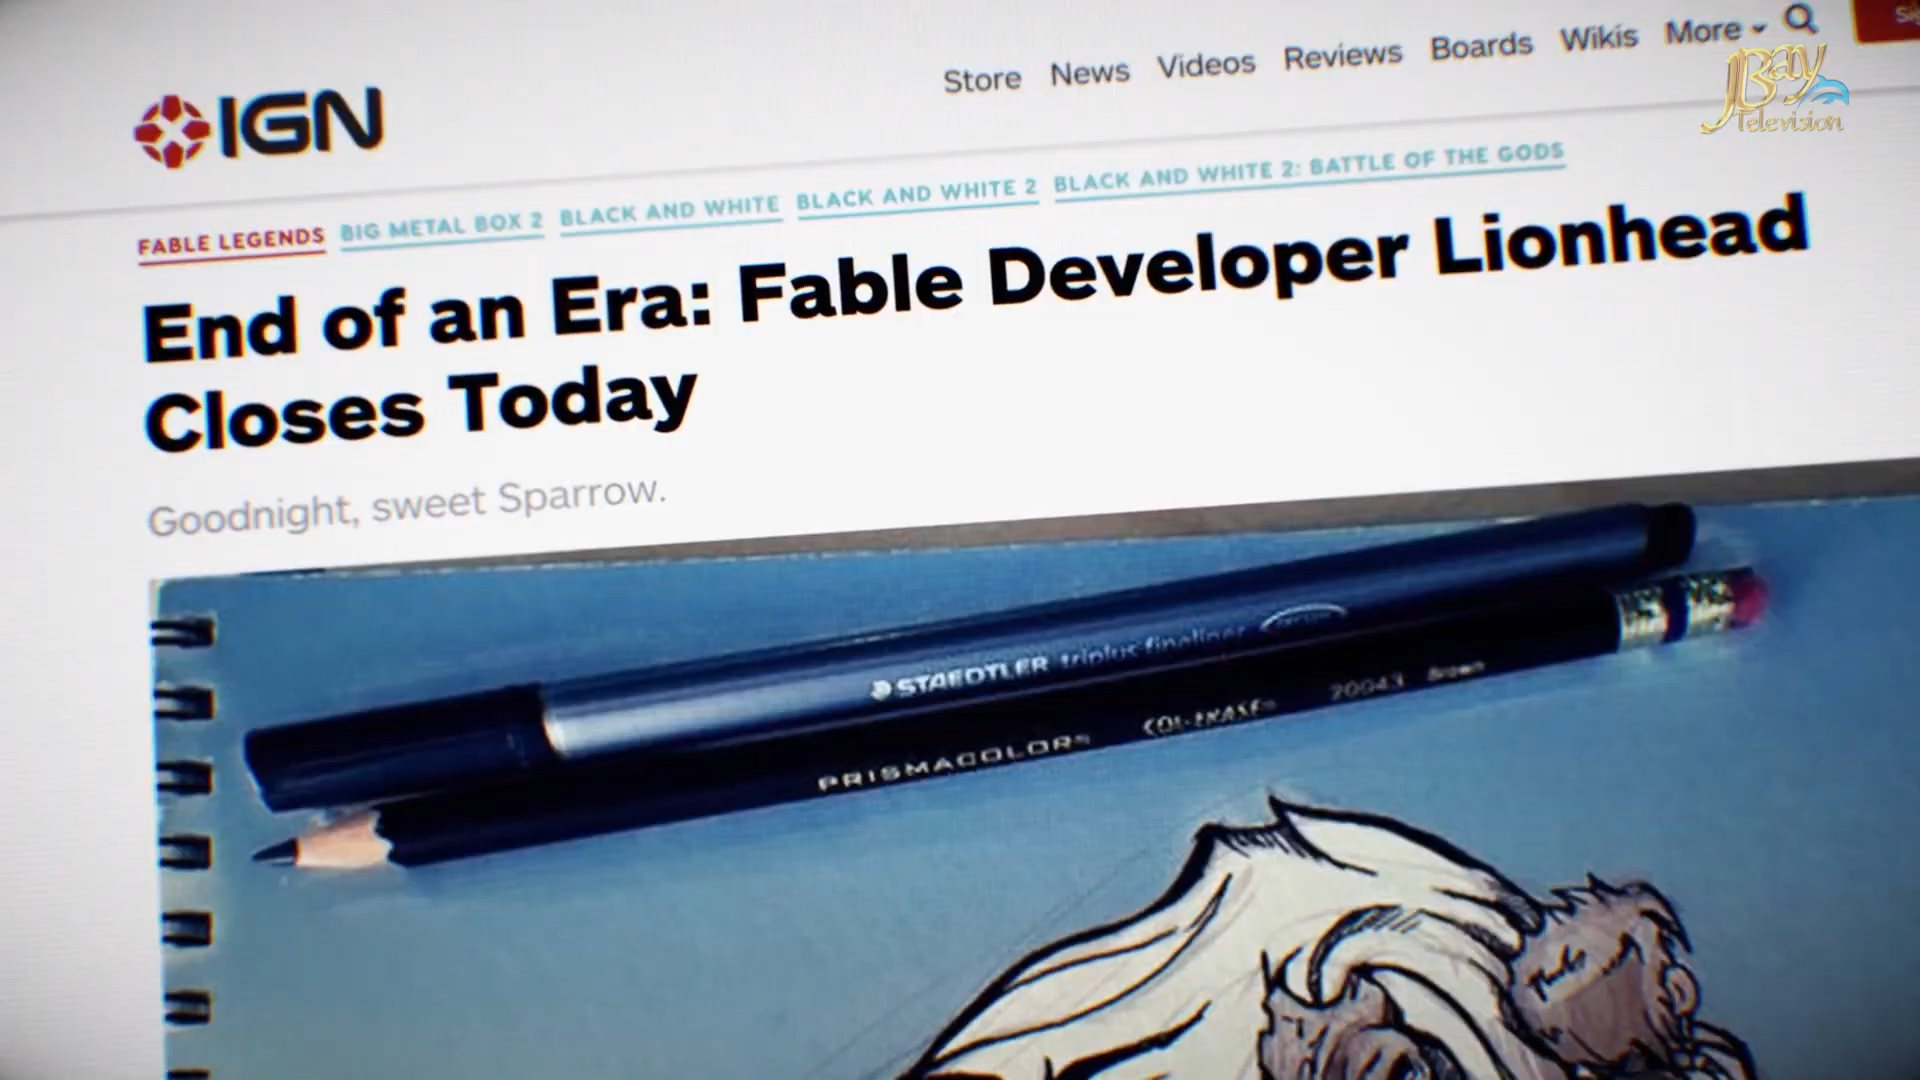 IGN
Store News Videos Reviews Boards Wikis More
JBay
Television
FABLE LEGENDS BIG METAL BOX 2 BLACK AND WHITE BLACK AND WHITE 2 BLACK AND WHITE 2: BATTLE OF THE GODS
End of an Era: Fable Developer Lionhead
Closes Today
Goodnight, sweet Sparrow.
STAEDTLER triplus fineliner
PRISMACOLOR COL-ERASE 20043 Brown